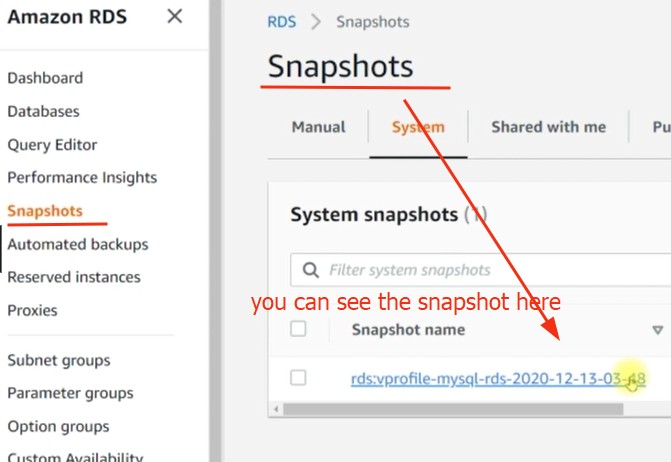 Amazon RDS
Dashboard
Databases
Query Editor
Performance Insights
Snapshots
Automated backups
Reserved instances
Proxies
Subnet groups
Parameter groups
Option groups
Custom Availability
RDS > Snapshots
Snapshots
Manual System Shared with me Pu
System snapshots (1)
Filter system snapshots
you can see the snapshot here
Snapshot name
rds:vprofile-mysql-rds-2020-12-13-03-48